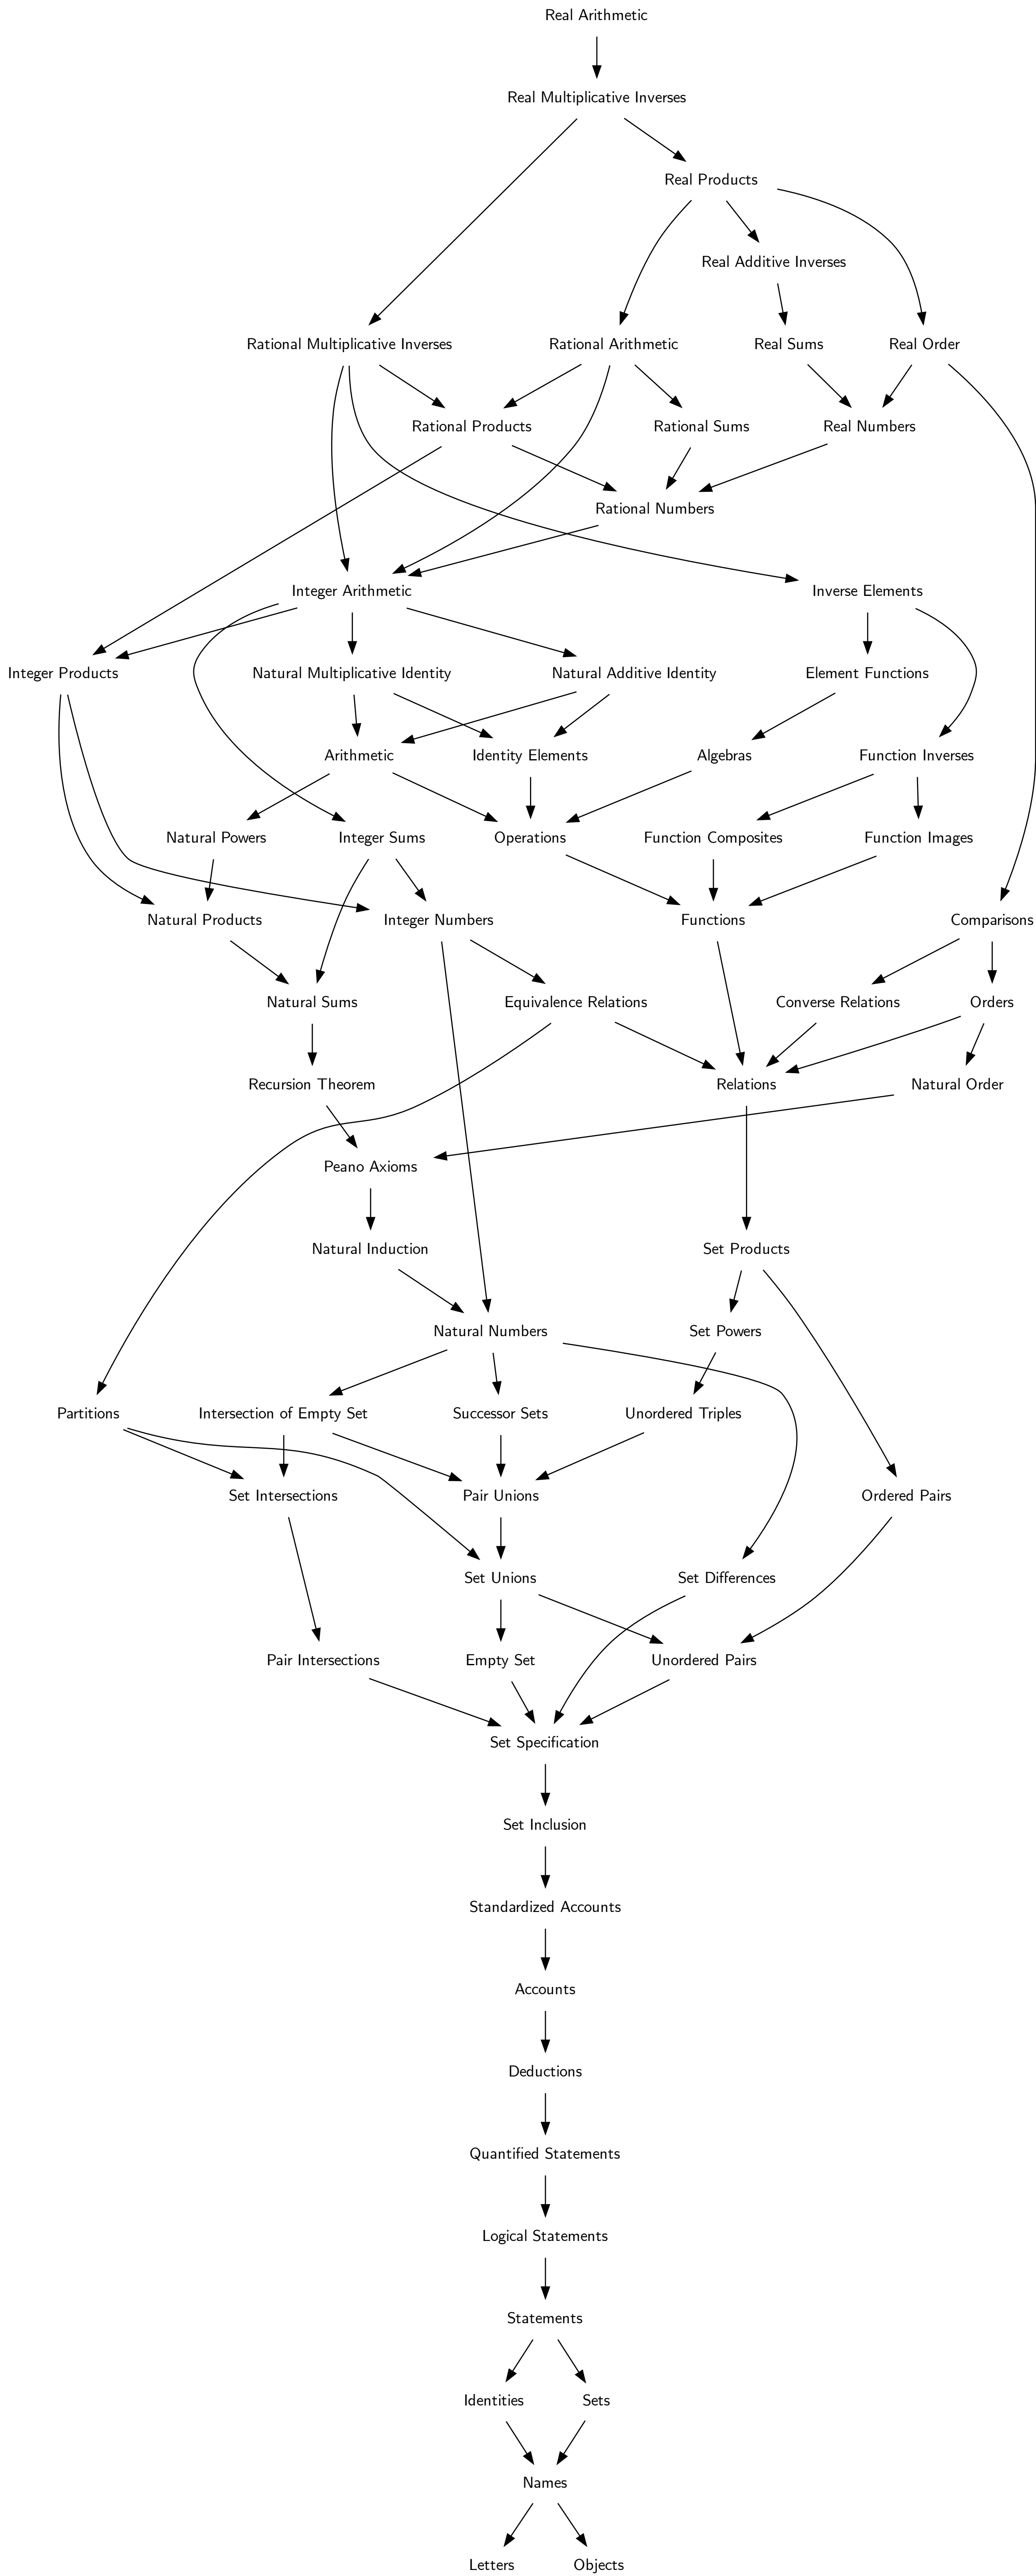 Real Arithmetic
Real Multiplicative Inverses
Real Products
Real Additive Inverses
Rational Multiplicative Inverses
Rational Arithmetic
Real Sums
Real Order
Rational Products
Rational Sums
Real Numbers
Rational Numbers
Integer Arithmetic
Inverse Elements
Integer Products
Natural Multiplicative Identity
Natural Additive Identity
Element Functions
Arithmetic
Identity Elements
Algebras
Function Inverses
Natural Powers
Integer Sums
Operations
Function Composites
Function Images
Natural Products
Integer Numbers
Functions
Comparisons
Natural Sums
Equivalence Relations
Converse Relations
Orders
Recursion Theorem
Relations
Natural Order
Peano Axioms
Natural Induction
Set Products
Natural Numbers
Set Powers
Partitions
Intersection of Empty Set
Successor Sets
Unordered Triples
Set Intersections
Pair Unions
Ordered Pairs
Set Unions
Set Differences
Pair Intersections
Empty Set
Unordered Pairs
Set Specification
Set Inclusion
Standardized Accounts
Accounts
Deductions
Quantified Statements
Logical Statements
Statements
Identities
Sets
Names
Letters
Objects